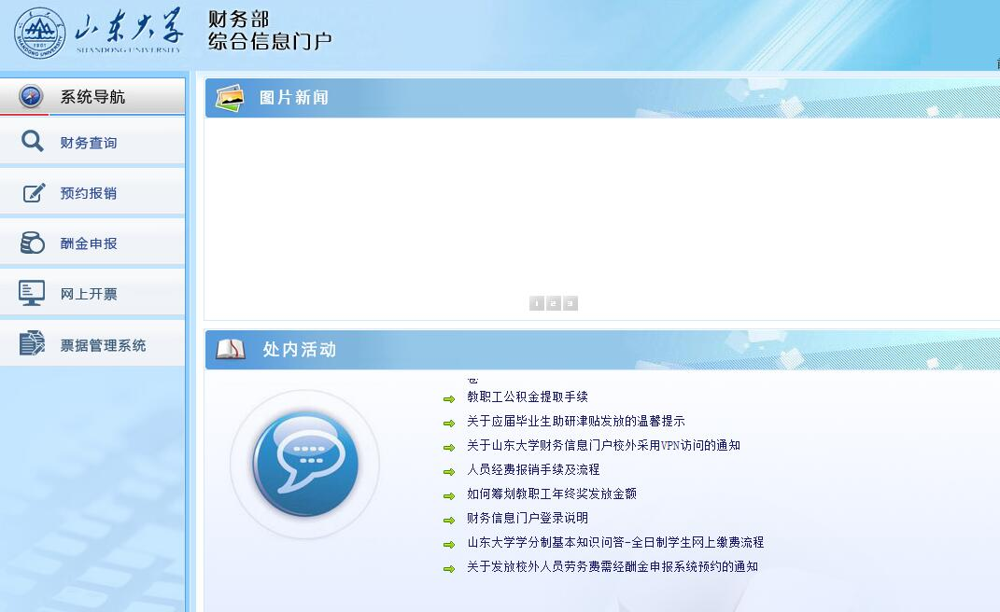 山东大学
SHANDONG UNIVERSITY
1901
财务部
综合信息门户
系统导航
财务查询
预约报销
酬金申报
网上开票
票据管理系统
图片新闻
1 2 3
处内活动
教职工公积金提取手续
关于应届毕业生助研津贴发放的温馨提示
关于山东大学财务信息门户校外采用VPN访问的通知
人员经费报销手续及流程
如何筹划教职工年终奖发放金额
财务信息门户登录说明
山东大学学分制基本知识问答-全日制学生网上缴费流程
关于发放校外人员劳务费需经酬金申报系统预约的通知